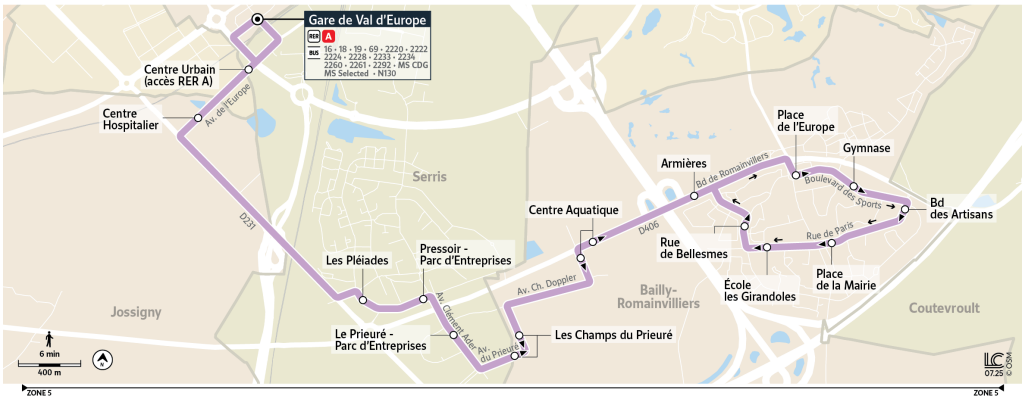 Gare de Val d'Europe
RER A
BUS
16 • 18 • 19 • 69 • 2220 • 2222
2224 • 2228 • 2233 • 2234
2260 • 2261 • 2292 • MS CDG
MS Selected • N130
Centre Urbain
(accès RER A)
Av. de l'Europe
Centre
Hospitalier
Serris
D231
Place
de l'Europe
Gymnase
Armières
Bd de Romainvillers
Boulevard des Sports
Bd
des Artisans
Centre Aquatique
D406
Rue de Paris
Rue
de Bellesmes
Pressoir -
Parc d'Entreprises
Les Pléiades
Av. Ch. Doppler
École
les Girandoles
Place
de la Mairie
Bailly-
Romainvilliers
Coutevroult
Jossigny
Av. Clément Ader
Le Prieuré -
Parc d'Entreprises
Av.
du Prieuré
Les Champs du Prieuré
6 min
400 m
LC
07.25
© OSM
ZONE 5
ZONE 5